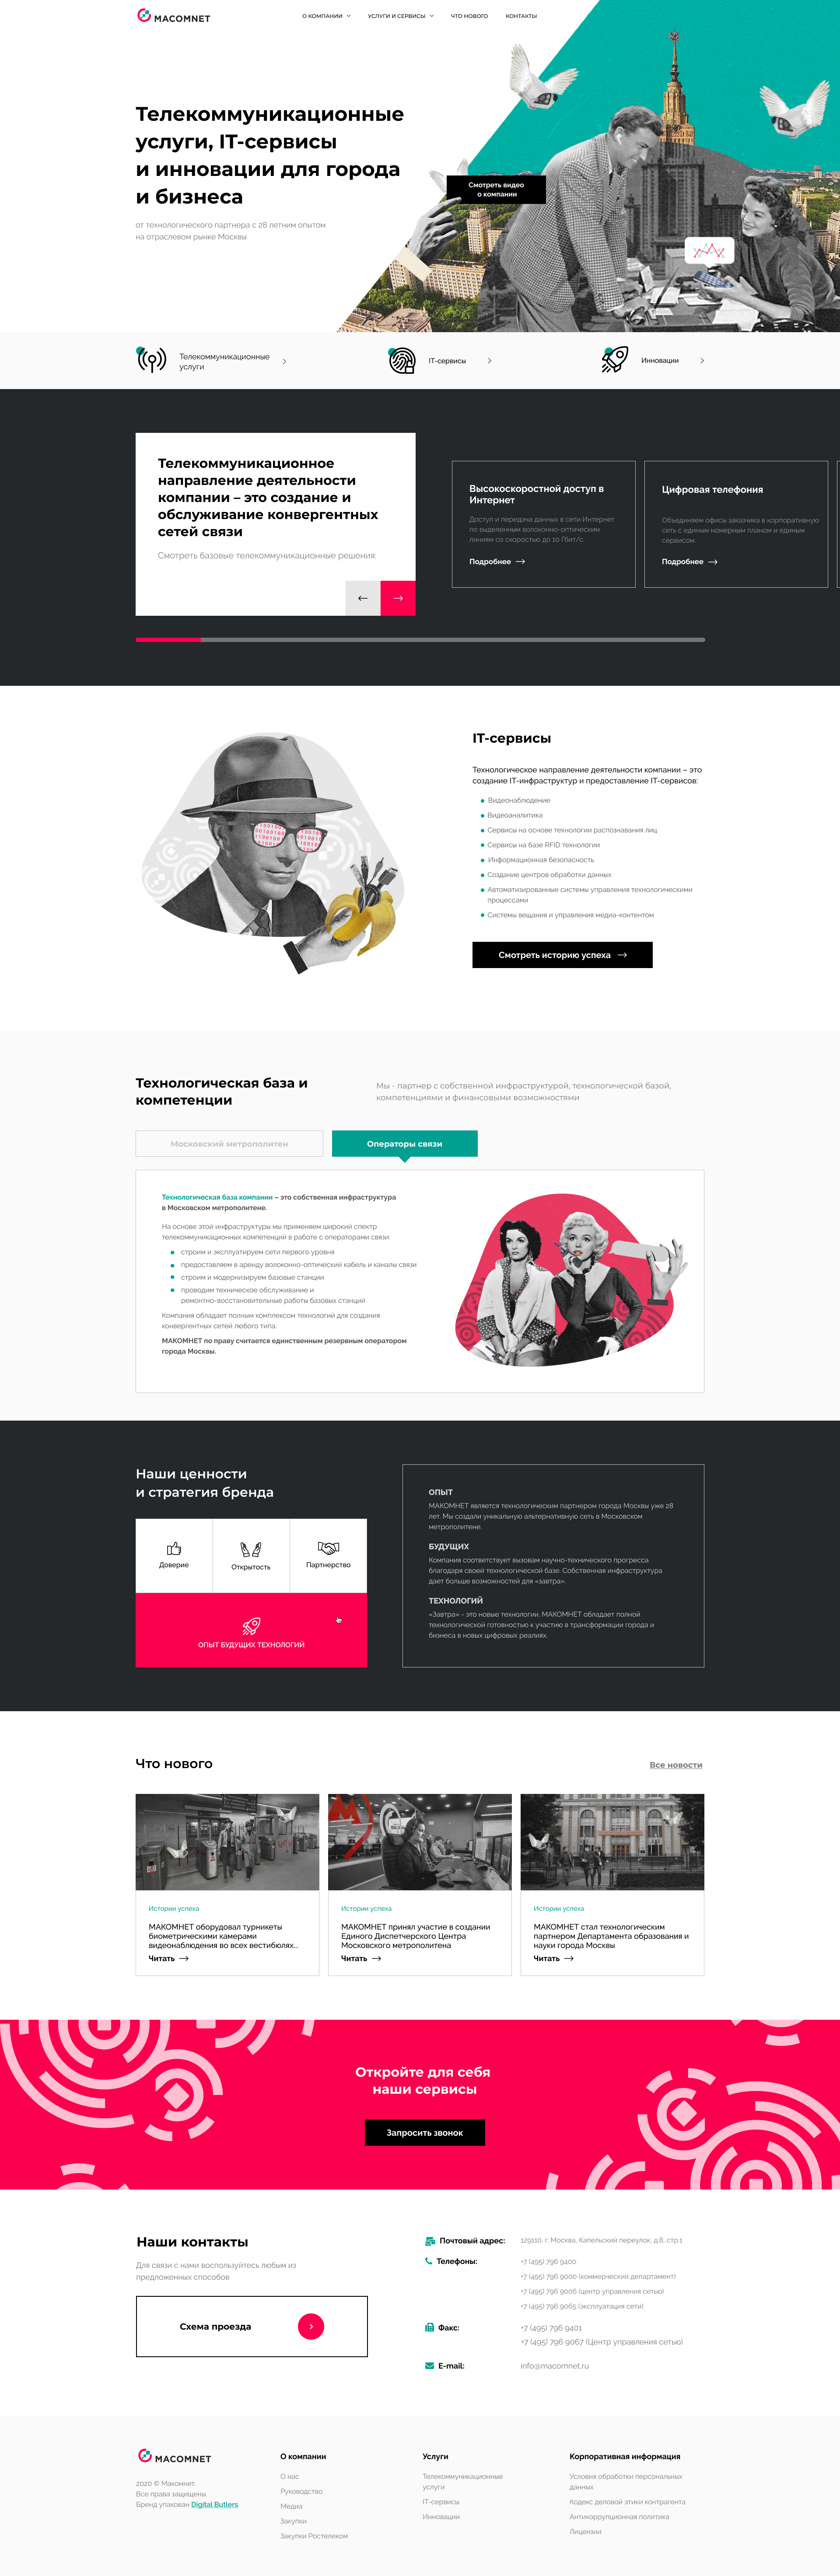 MACOMNET
О КОМПАНИИ
УСЛУГИ И СЕРВИСЫ
ЧТО НОВОГО
КОНТАКТЫ
Телекоммуникационные
услуги, IT-сервисы
и инновации для города
и бизнеса
от технологического партнера с 28 летним опытом
на отраслевом рынке Москвы
Смотреть видео
о компании
Телекоммуникационные
услуги
IT-сервисы
Инновации
Телекоммуникационное
направление деятельности
компании – это создание и
обслуживание конвергентных
сетей связи
Смотреть базовые телекоммуникационные решения:
Высокоскоростной доступ в
Интернет
Доступ и передача данных в сети Интернет
по выделенным волоконно-оптическим
линиям со скоростью до 10 Гбит/с
Подробнее
Цифровая телефония
Объединяем офисы заказчика в корпоративную
сеть с единым номерным планом и единым
сервисом.
Подробнее
IT-сервисы
Технологическое направление деятельности компании – это
создание IT-инфраструктур и предоставление IT-сервисов:
Видеонаблюдение
Видеоаналитика
Сервисы на основе технологии распознавания лиц
Сервисы на базе RFID технологии
Информационная безопасность
Создание центров обработки данных
Автоматизированные системы управления технологическими
процессами
Системы вещания и управления медиа-контентом
Смотреть историю успеха
Технологическая база и
компетенции
Мы - партнер с собственной инфраструктурой, технологической базой,
компетенциями и финансовыми возможностями
Московский метрополитен
Операторы связи
Технологическая база компании – это собственная инфраструктура
в Московском метрополитене.
На основе этой инфраструктуры мы применяем широкий спектр
телекоммуникационных компетенций в работе с операторами связи:
строим и эксплуатируем сети первого уровня
предоставляем в аренду волоконно-оптический кабель и каналы связи
строим и модернизируем базовые станции
проводим техническое обслуживание и
ремонтно-восстановительные работы базовых станций
Компания обладает полным комплексом технологий для создания
конвергентных сетей любого типа.
МАКОМНЕТ по праву считается единственным резервным оператором
города Москвы.
Наши ценности
и стратегия бренда
Доверие
Открытость
Партнерство
ОПЫТ БУДУЩИХ ТЕХНОЛОГИЙ
ОПЫТ
МАКОМНЕТ является технологическим партнером города Москвы уже 28
лет. Мы создали уникальную альтернативную сеть в Московском
метрополитене.
БУДУЩИХ
Компания соответствует вызовам научно-технического прогресса
благодаря своей технологической базе. Собственная инфраструктура
дает больше возможностей для «завтра».
ТЕХНОЛОГИЙ
«Завтра» - это новые технологии. МАКОМНЕТ обладает полной
технологической готовностью к участию в трансформации города и
бизнеса в новых цифровых реалиях.
Что нового
Все новости
Истории успеха
МАКОМНЕТ оборудовал турникеты
биометрическими камерами
видеонаблюдения во всех вестибюлях...
Читать
Истории успеха
МАКОМНЕТ принял участие в создании
Единого Диспетчерского Центра
Московского метрополитена
Читать
Истории успеха
МАКОМНЕТ стал технологическим
партнером Департамента образования и
науки города Москвы
Читать
Откройте для себя
наши сервисы
Запросить звонок
Наши контакты
Для связи с нами воспользуйтесь любым из
предложенных способов
Схема проезда
Почтовый адрес:
129110, г. Москва, Капельский переулок, д.8, стр.1
Телефоны:
+7 (495) 796 9400
+7 (495) 796 9000 (коммерческий департамент)
+7 (495) 796 9006 (центр управления сетью)
+7 (495) 796 9065 (эксплуатация сети)
Факс:
+7 (495) 796 9401
+7 (495) 796 9067 (Центр управления сетью)
E-mail:
info@macomnet.ru
MACOMNET
2020 © Макомнет.
Все права защищены.
Бренд упакован Digital Butlers.
О компании
О нас
Руководство
Медиа
Закупки
Закупки Ростелеком
Услуги
Телекоммуникационные
услуги
IT-сервисы
Инновации
Корпоративная информация
Условия обработки персональных
данных
Кодекс деловой этики контрагента
Антикоррупционная политика
Лицензии